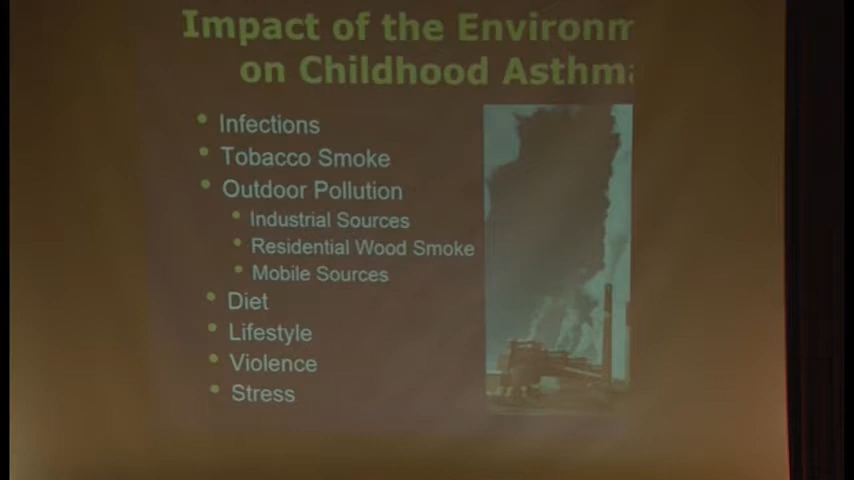 Impact of the Environm
on Childhood Asthma
• Infections
• Tobacco Smoke
• Outdoor Pollution
• Industrial Sources
• Residential Wood Smoke
• Mobile Sources
• Diet
• Lifestyle
• Violence
• Stress